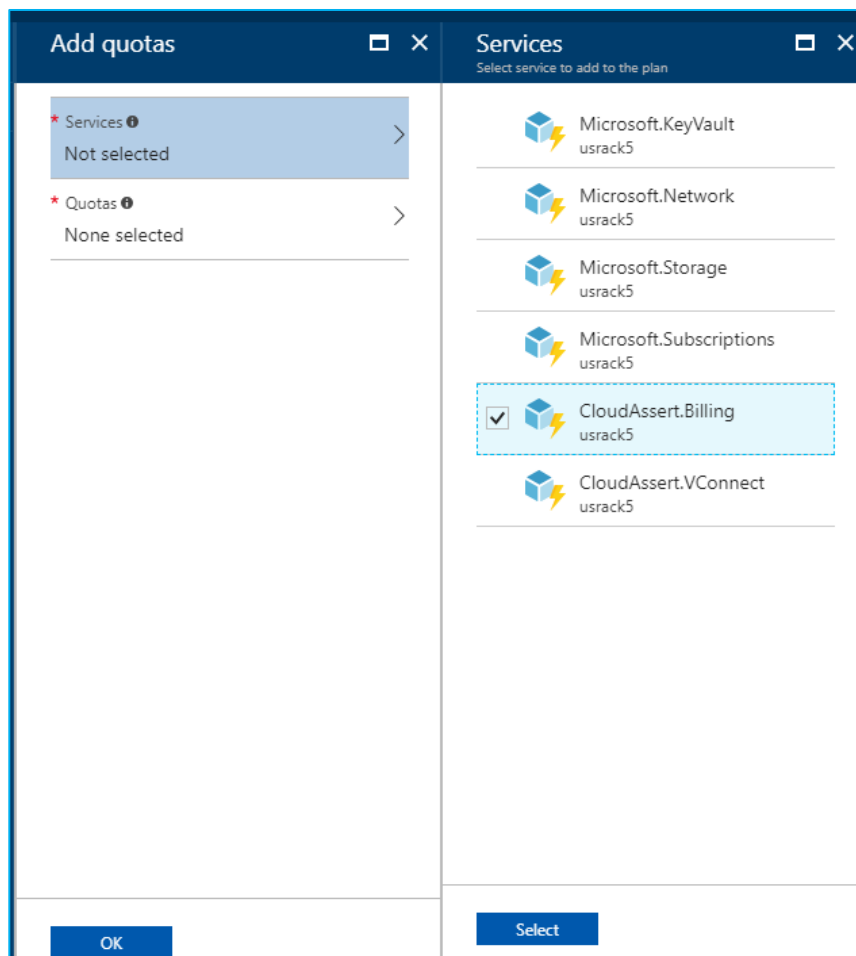 Add quotas
* Services
Not selected
* Quotas
None selected
OK
Services
Select service to add to the plan
Microsoft.KeyVault
usrack5
Microsoft.Network
usrack5
Microsoft.Storage
usrack5
Microsoft.Subscriptions
usrack5
CloudAssert.Billing
usrack5
CloudAssert.VConnect
usrack5
Select